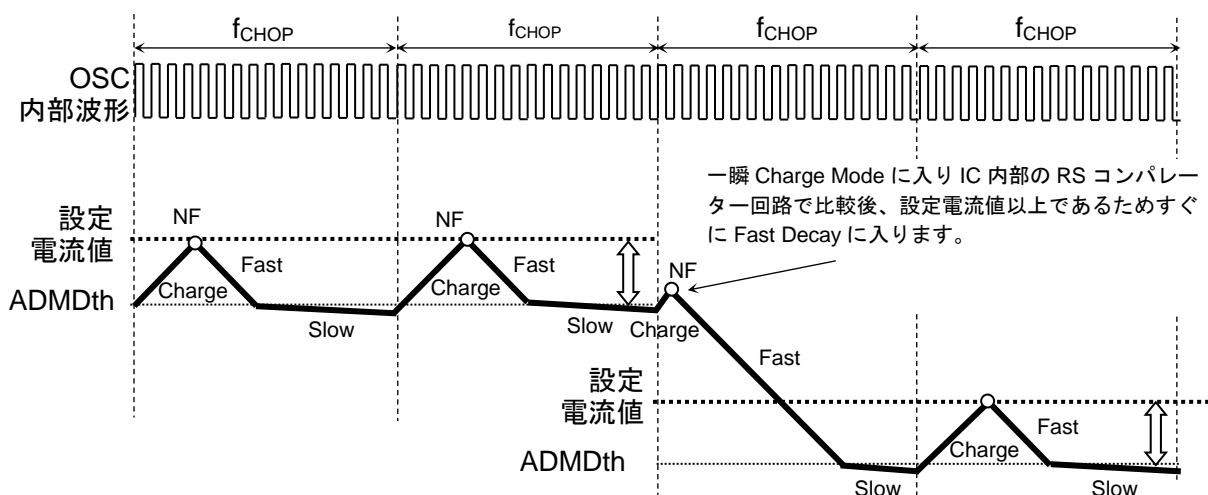 fCHOP fCHOP fCHOP fCHOP
OSC
内部波形
一瞬 Charge Mode に入り IC 内部の RS コンパレー
ター回路で比較後、設定電流値以上であるためすぐ
に Fast Decay に入ります。
設定
電流値
NF NF NF
Fast Fast
ADMDth
Charge Charge
Slow Slow Charge
Fast
設定
電流値
Charge Fast
ADMDth
Slow Slow